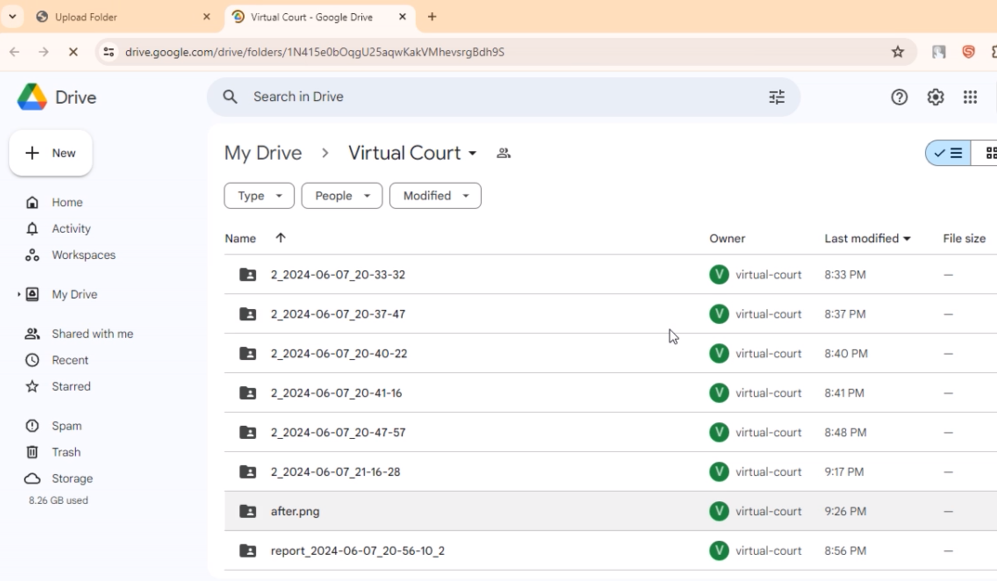 Upload Folder
Virtual Court - Google Drive
drive.google.com/drive/folders/1N415e0bOqgU25aqwKakVMhevsrgBdh9S
Drive
Search in Drive
New
My Drive > Virtual Court
Type
People
Modified
Home
Activity
Workspaces
My Drive
Shared with me
Recent
Starred
Spam
Trash
Storage
8.26 GB used
Name Owner Last modified File size
2_2024-06-07_20-33-32 V virtual-court 8:33 PM —
2_2024-06-07_20-37-47 V virtual-court 8:37 PM —
2_2024-06-07_20-40-22 V virtual-court 8:40 PM —
2_2024-06-07_20-41-16 V virtual-court 8:41 PM —
2_2024-06-07_20-47-57 V virtual-court 8:48 PM —
2_2024-06-07_21-16-28 V virtual-court 9:17 PM —
after.png V virtual-court 9:26 PM —
report_2024-06-07_20-56-10_2 V virtual-court 8:56 PM —